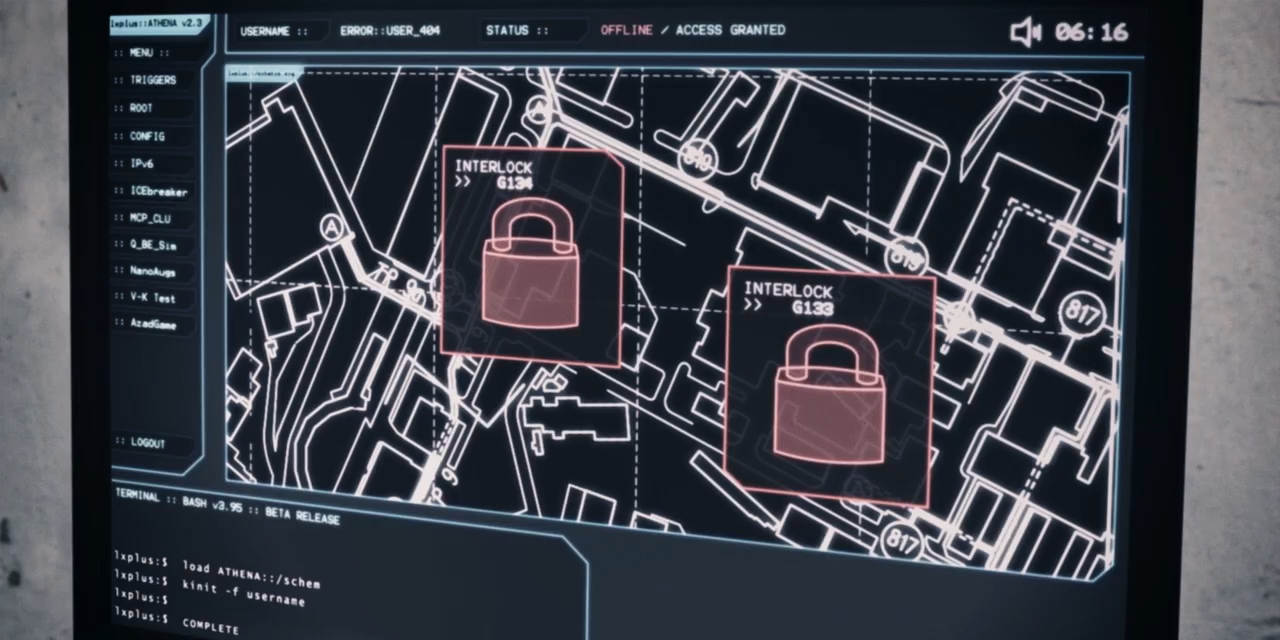 lxplus::ATHENA v2.3
USERNAME :: ERROR::USER_404 STATUS :: OFFLINE / ACCESS GRANTED
06:16
:: MENU ::
:: TRIGGERS
:: ROOT
:: CONFIG
:: IPv6
:: ICEbreaker
:: MCP_CLU
:: Q_BE_Sim
:: NanoAugs
:: V-K Test
:: AzadGame
:: LOGOUT
A
A
INTERLOCK
>> G134
INTERLOCK
>> G133
819
817
817
TERMINAL :: BASH v3.95 :: BETA RELEASE
lxplus:$ load ATHENA::/schem
lxplus:$ kinit -f username
lxplus:$
lxplus:$ COMPLETE